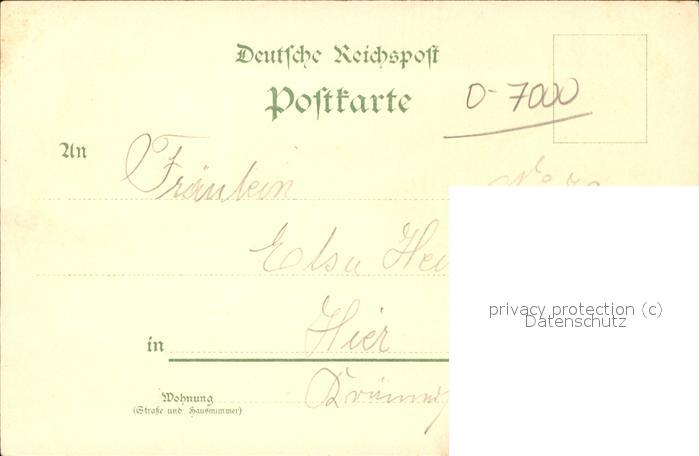 Deutsche Reichspost
Postkarte
D-7000
An Fräulein
Elsa
privacy protection (c)
Datenschutz
in Hier
Wohnung
(Straße und Hausnummer)